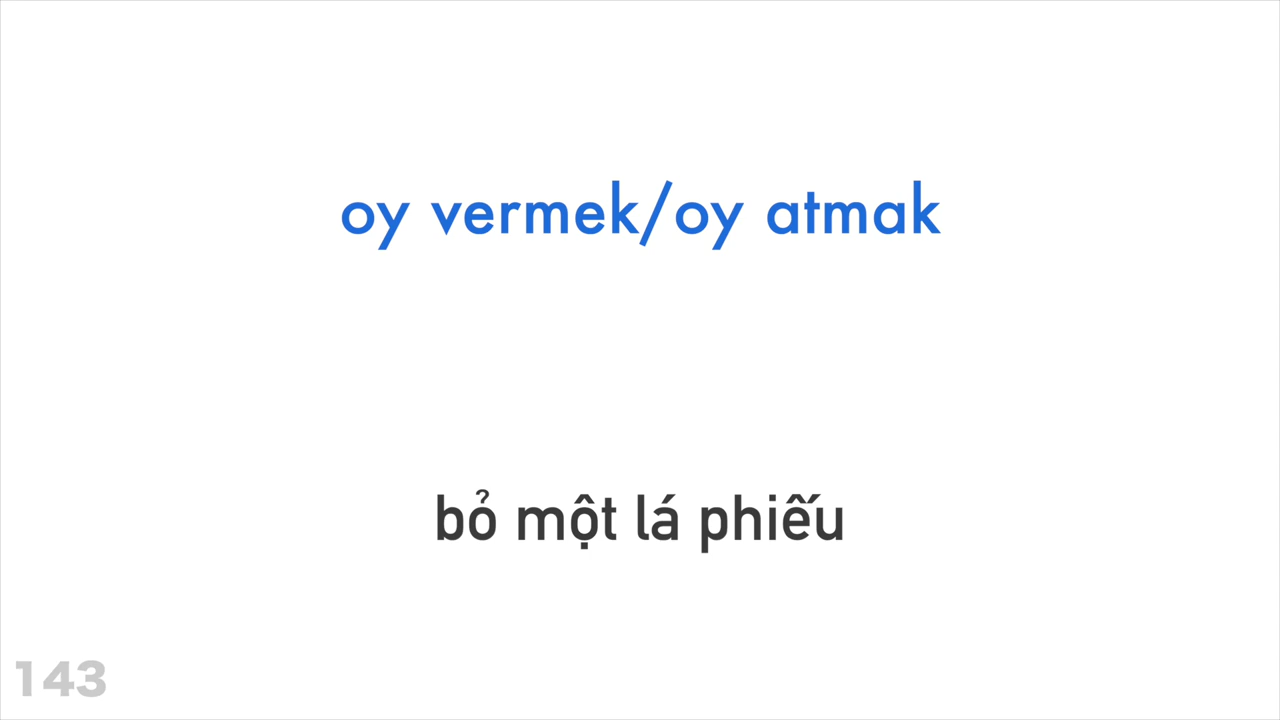 oy vermek/oy atmak
bỏ một lá phiếu
143